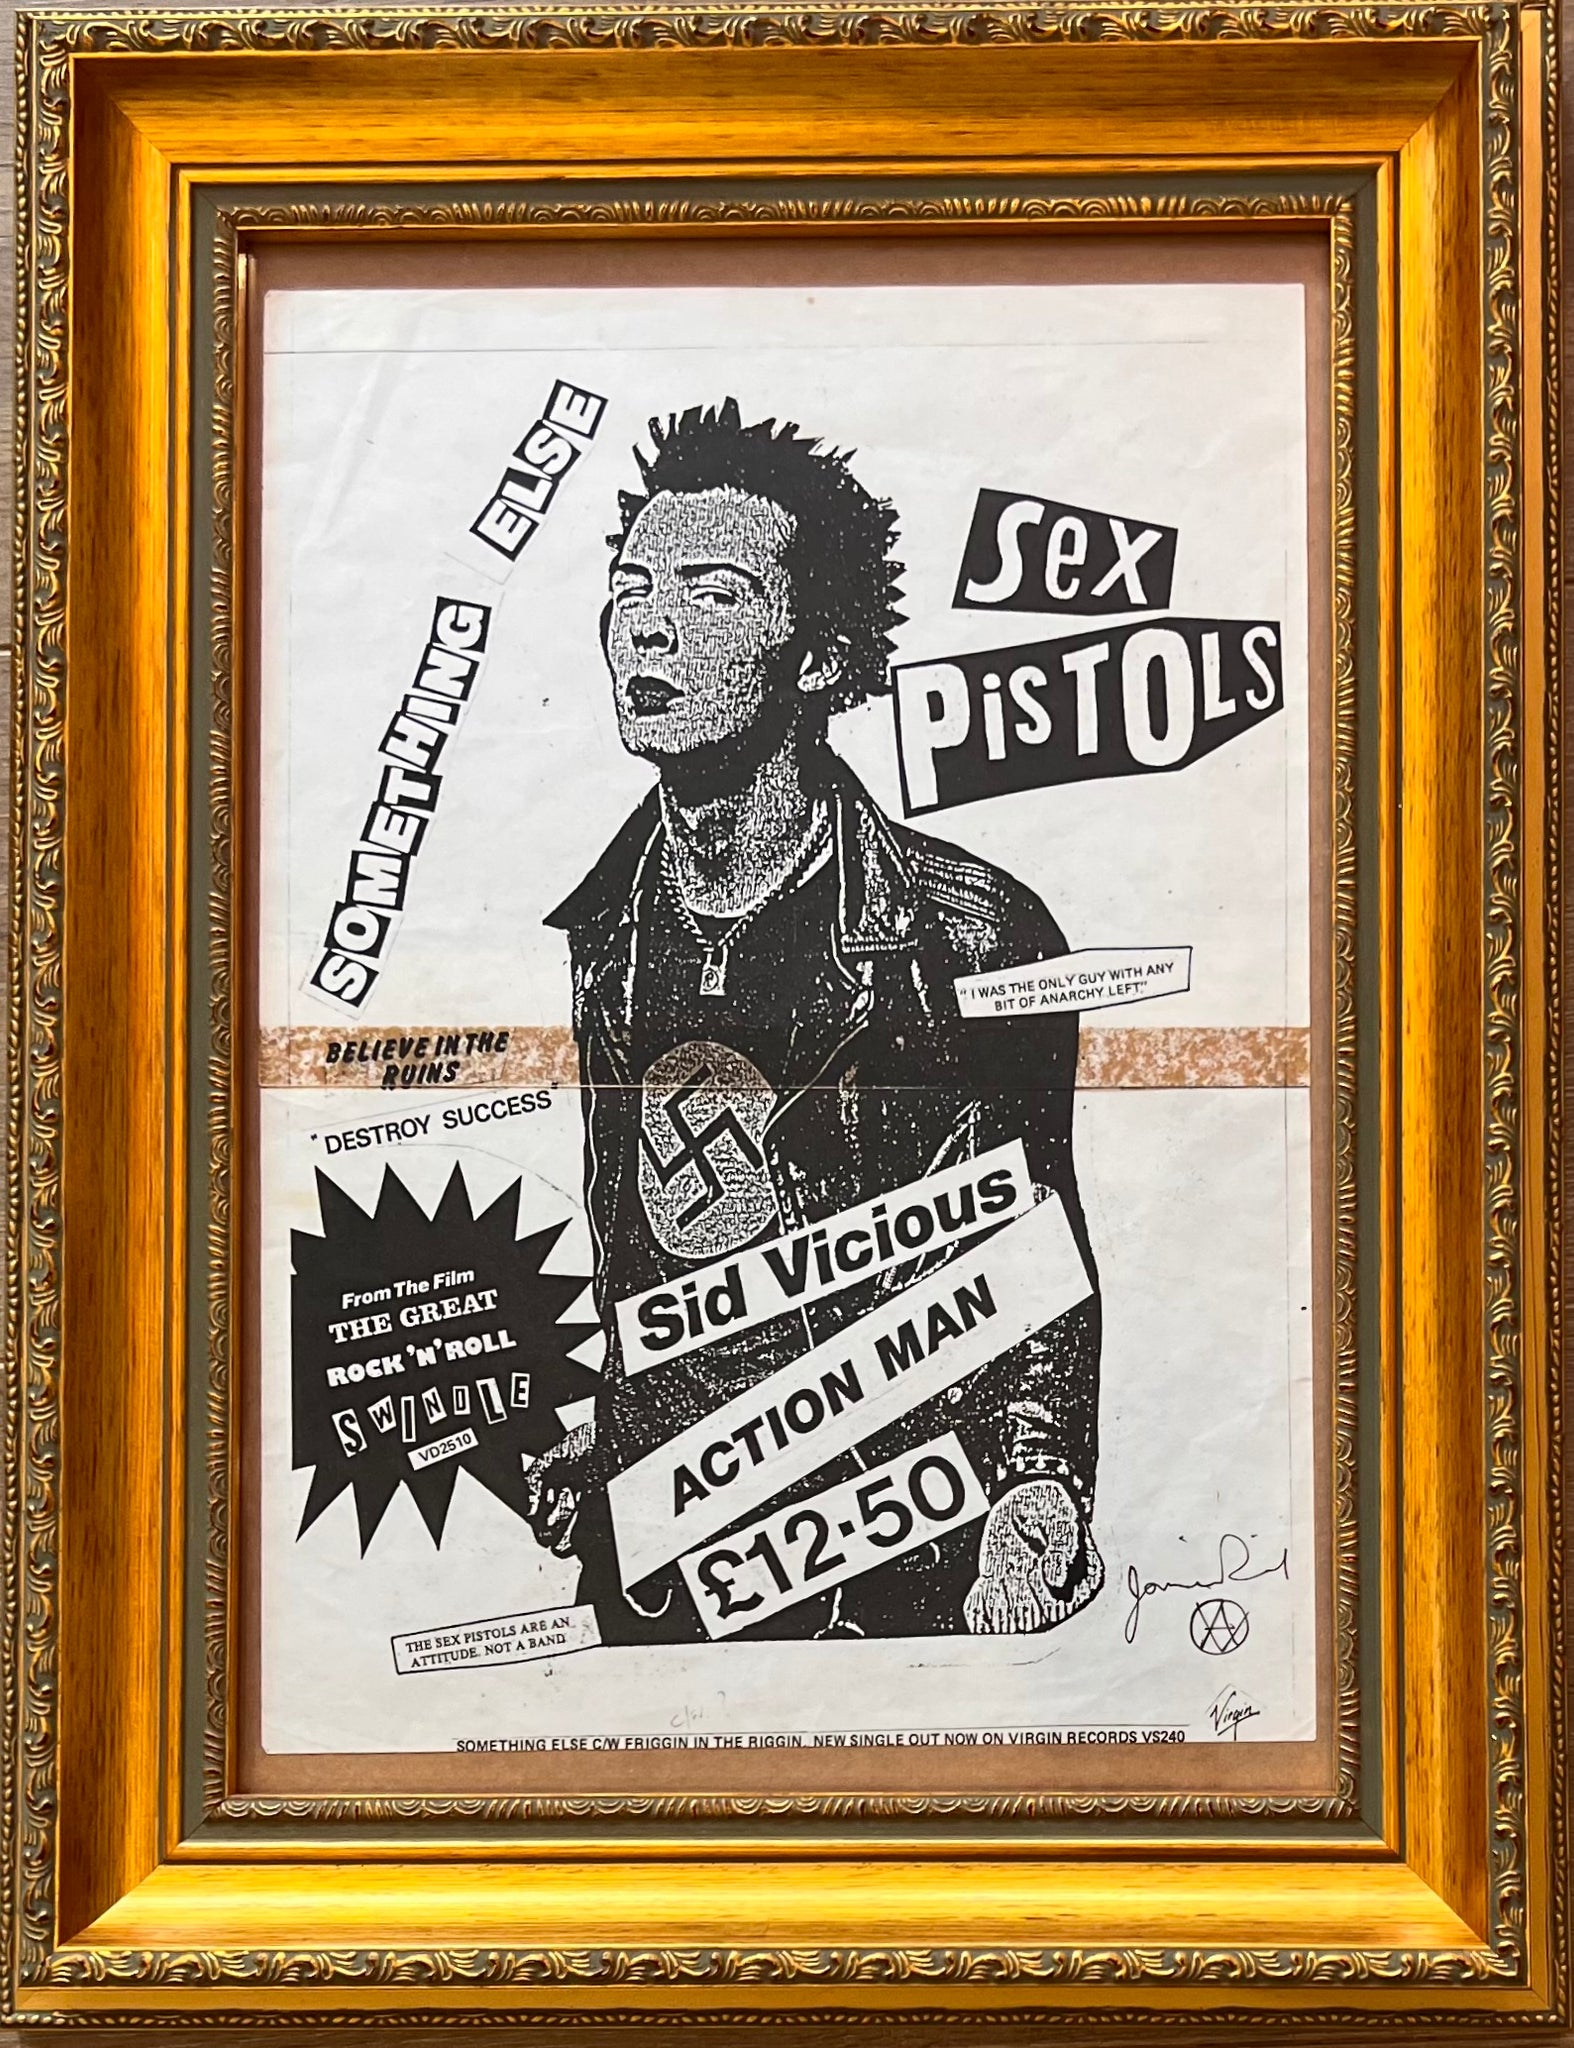 SOMETHING ELSE
SEX
PISTOLS
"I WAS THE ONLY GUY WITH ANY
BIT OF ANARCHY LEFT."
BELIEVE IN THE
RUINS
"DESTROY SUCCESS"
From The Film
THE GREAT
ROCK 'N' ROLL
SWINDLE
VD2510
Sid Vicious
ACTION MAN
£12·50
Jamie Reid
THE SEX PISTOLS ARE AN
ATTITUDE. NOT A BAND
Virgin
SOMETHING ELSE C/W FRIGGIN IN THE RIGGIN. NEW SINGLE OUT NOW ON VIRGIN RECORDS VS240